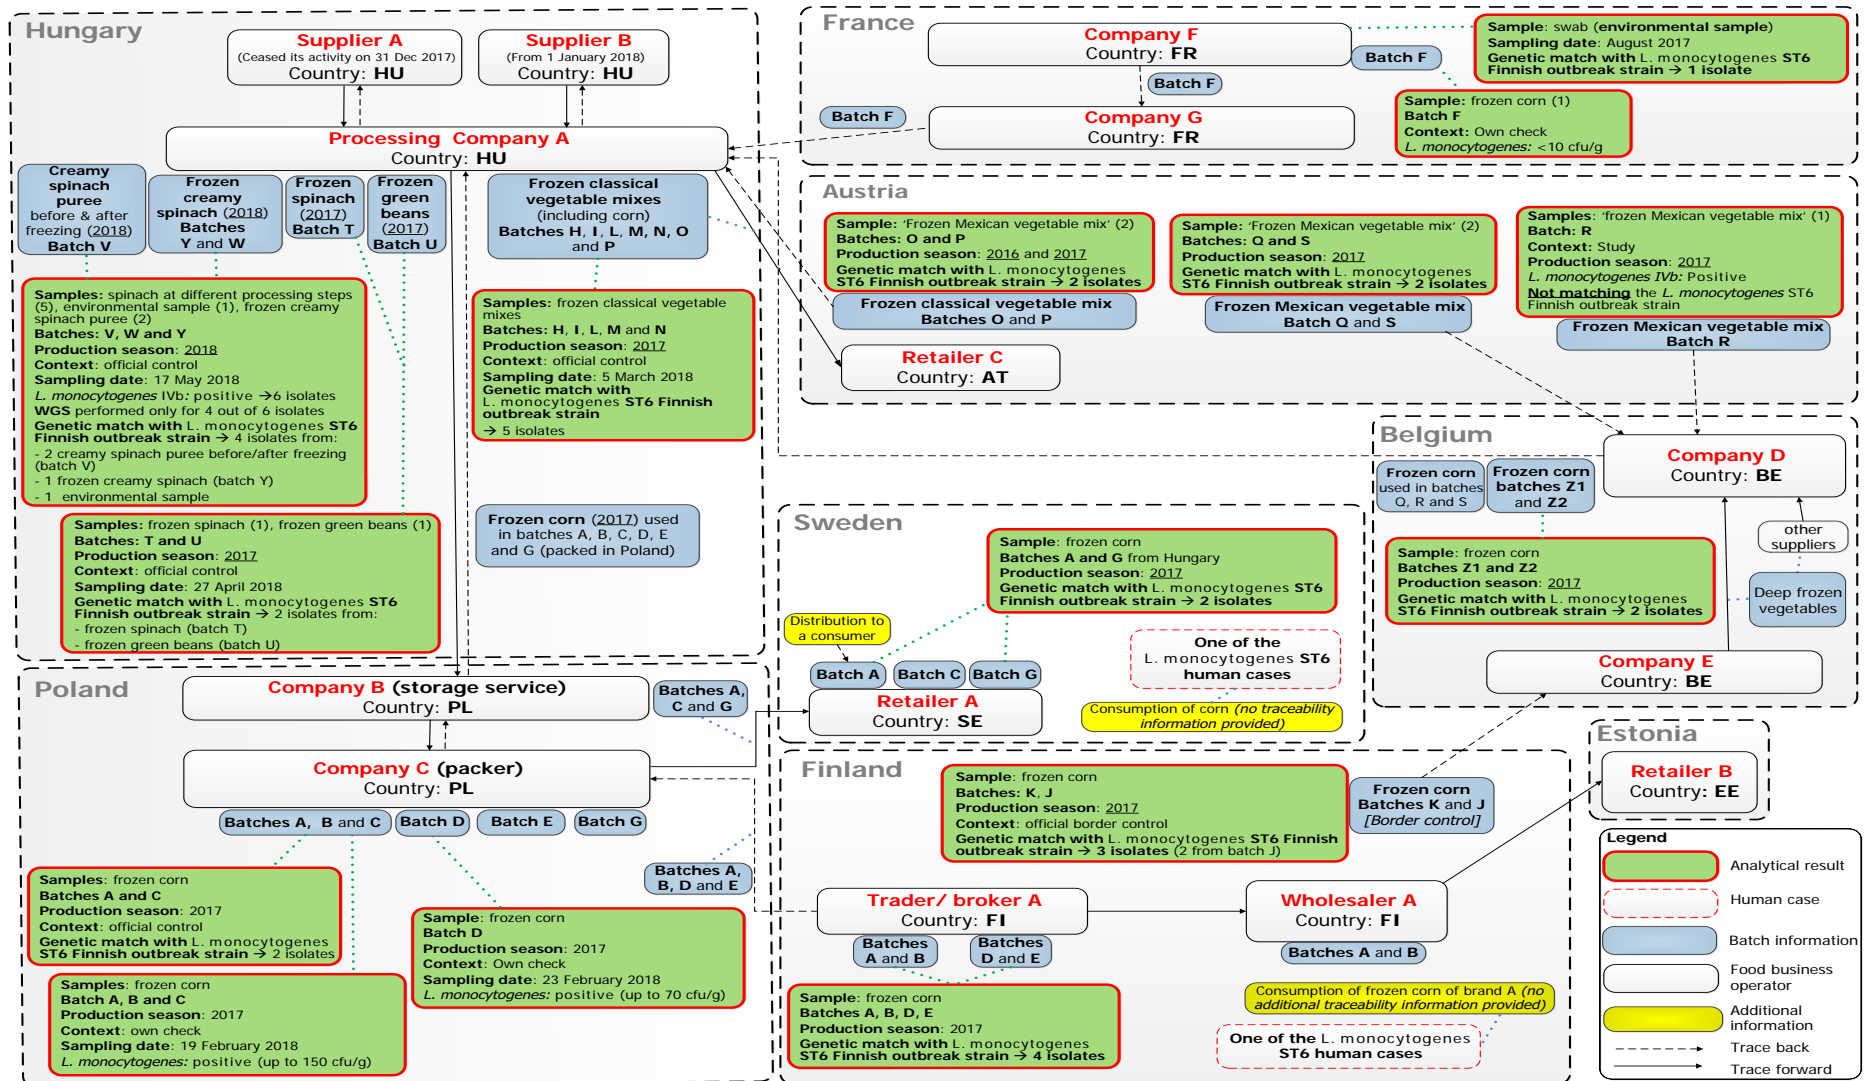 Hungary
Supplier A
(Ceased its activity on 31 Dec 2017)
Country: HU
Supplier B
(From 1 January 2018)
Country: HU
Processing Company A
Country: HU
Creamy
spinach
puree
before & after
freezing (2018)
Batch V
Frozen
creamy
spinach (2018)
Batches
Y and W
Frozen
spinach
(2017)
Batch T
Frozen
green
beans
(2017)
Batch U
Frozen classical
vegetable mixes
(including corn)
Batches H, I, L, M, N, O
and P
Samples: spinach at different processing steps
(5), environmental sample (1), frozen creamy
spinach puree (2)
Batches: V, W and Y
Production season: 2018
Context: official control
Sampling date: 17 May 2018
L. monocytogenes IVb: positive →6 isolates
WGS performed only for 4 out of 6 isolates
Genetic match with L. monocytogenes ST6
Finnish outbreak strain → 4 isolates from:
- 2 creamy spinach puree before/after freezing
(batch V)
- 1 frozen creamy spinach (batch Y)
- 1 environmental sample
Samples: frozen classical vegetable
mixes
Batches: H, I, L, M and N
Production season: 2017
Context: official control
Sampling date: 5 March 2018
Genetic match with
L. monocytogenes ST6 Finnish
outbreak strain
→ 5 isolates
Samples: frozen spinach (1), frozen green beans (1)
Batches: T and U
Production season: 2017
Context: official control
Sampling date: 27 April 2018
Genetic match with L. monocytogenes ST6
Finnish outbreak strain → 2 isolates from:
- frozen spinach (batch T)
- frozen green beans (batch U)
Frozen corn (2017) used
in batches A, B, C, D, E
and G (packed in Poland)
France
Company F
Country: FR
Batch F
Batch F
Batch F
Company G
Country: FR
Sample: swab (environmental sample)
Sampling date: August 2017
Genetic match with L. monocytogenes ST6
Finnish outbreak strain → 1 isolate
Sample: frozen corn (1)
Batch F
Context: Own check
L. monocytogenes: <10 cfu/g
Austria
Sample: ‘Frozen Mexican vegetable mix’ (2)
Batches: O and P
Production season: 2016 and 2017
Genetic match with L. monocytogenes
ST6 Finnish outbreak strain → 2 isolates
Frozen classical vegetable mix
Batches O and P
Sample: ‘Frozen Mexican vegetable mix’ (2)
Batches: Q and S
Production season: 2017
Genetic match with L. monocytogenes
ST6 Finnish outbreak strain → 2 isolates
Frozen Mexican vegetable mix
Batch Q and S
Samples: ‘frozen Mexican vegetable mix’ (1)
Batch: R
Context: Study
Production season: 2017
L. monocytogenes IVb: Positive
Not matching the L. monocytogenes ST6
Finnish outbreak strain
Frozen Mexican vegetable mix
Batch R
Retailer C
Country: AT
Belgium
Company D
Country: BE
Frozen corn
used in batches
Q, R and S
Frozen corn
batches Z1
and Z2
other
suppliers
Sample: frozen corn
Batches Z1 and Z2
Production season: 2017
Genetic match with L. monocytogenes
ST6 Finnish outbreak strain → 2 isolates
Deep frozen
vegetables
Company E
Country: BE
Sweden
Sample: frozen corn
Batches A and G from Hungary
Production season: 2017
Genetic match with L. monocytogenes ST6
Finnish outbreak strain → 2 isolates
Distribution to
a consumer
Batch A
Batch C
Batch G
Retailer A
Country: SE
One of the
L. monocytogenes ST6
human cases
Consumption of corn (no traceability
information provided)
Poland
Company B (storage service)
Country: PL
Batches A,
C and G
Company C (packer)
Country: PL
Batches A, B and C
Batch D
Batch E
Batch G
Batches A,
B, D and E
Samples: frozen corn
Batches A and C
Production season: 2017
Context: official control
Genetic match with L. monocytogenes
ST6 Finnish outbreak strain → 2 isolates
Sample: frozen corn
Batch D
Production season: 2017
Context: Own check
Sampling date: 23 February 2018
L. monocytogenes: positive (up to 70 cfu/g)
Samples: frozen corn
Batch A, B and C
Production season: 2017
Context: own check
Sampling date: 19 February 2018
L. monocytogenes: positive (up to 150 cfu/g)
Finland
Sample: frozen corn
Batches: K, J
Production season: 2017
Context: official border control
Genetic match with L. monocytogenes ST6 Finnish
outbreak strain → 3 isolates (2 from batch J)
Frozen corn
Batches K and J
[Border control]
Trader/ broker A
Country: FI
Batches
A and B
Batches
D and E
Wholesaler A
Country: FI
Batches A and B
Sample: frozen corn
Batches A, B, D, E
Production season: 2017
Genetic match with L. monocytogenes
ST6 Finnish outbreak strain → 4 isolates
Consumption of frozen corn of brand A (no
additional traceability information provided)
One of the L. monocytogenes
ST6 human cases
Estonia
Retailer B
Country: EE
Legend
Analytical result
Human case
Batch information
Food business
operator
Additional
information
Trace back
Trace forward